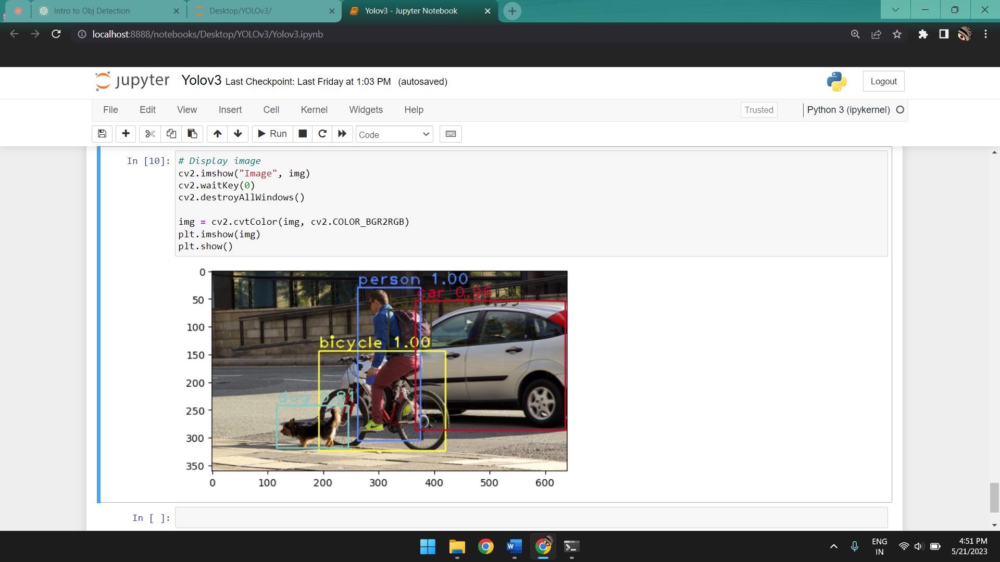 Intro to Obj Detection
Desktop/YOLOv3/
Yolov3 - Jupyter Notebook
localhost:8888/notebooks/Desktop/YOLOv3/Yolov3.ipynb
jupyter Yolov3 Last Checkpoint: Last Friday at 1:03 PM (autosaved)
Logout
File Edit View Insert Cell Kernel Widgets Help
Trusted
Python 3 (ipykernel)
Run
Code
In [10]:
# Display image
cv2.imshow("Image", img)
cv2.waitKey(0)
cv2.destroyAllWindows()
img = cv2.cvtColor(img, cv2.COLOR_BGR2RGB)
plt.imshow(img)
plt.show()
0
50
100
150
200
250
300
350
person 1.00
car 0.96
bicycle 1.00
dog 0.81
0 100 200 300 400 500 600
In [ ]:
ENG
IN
4:51 PM
5/21/2023